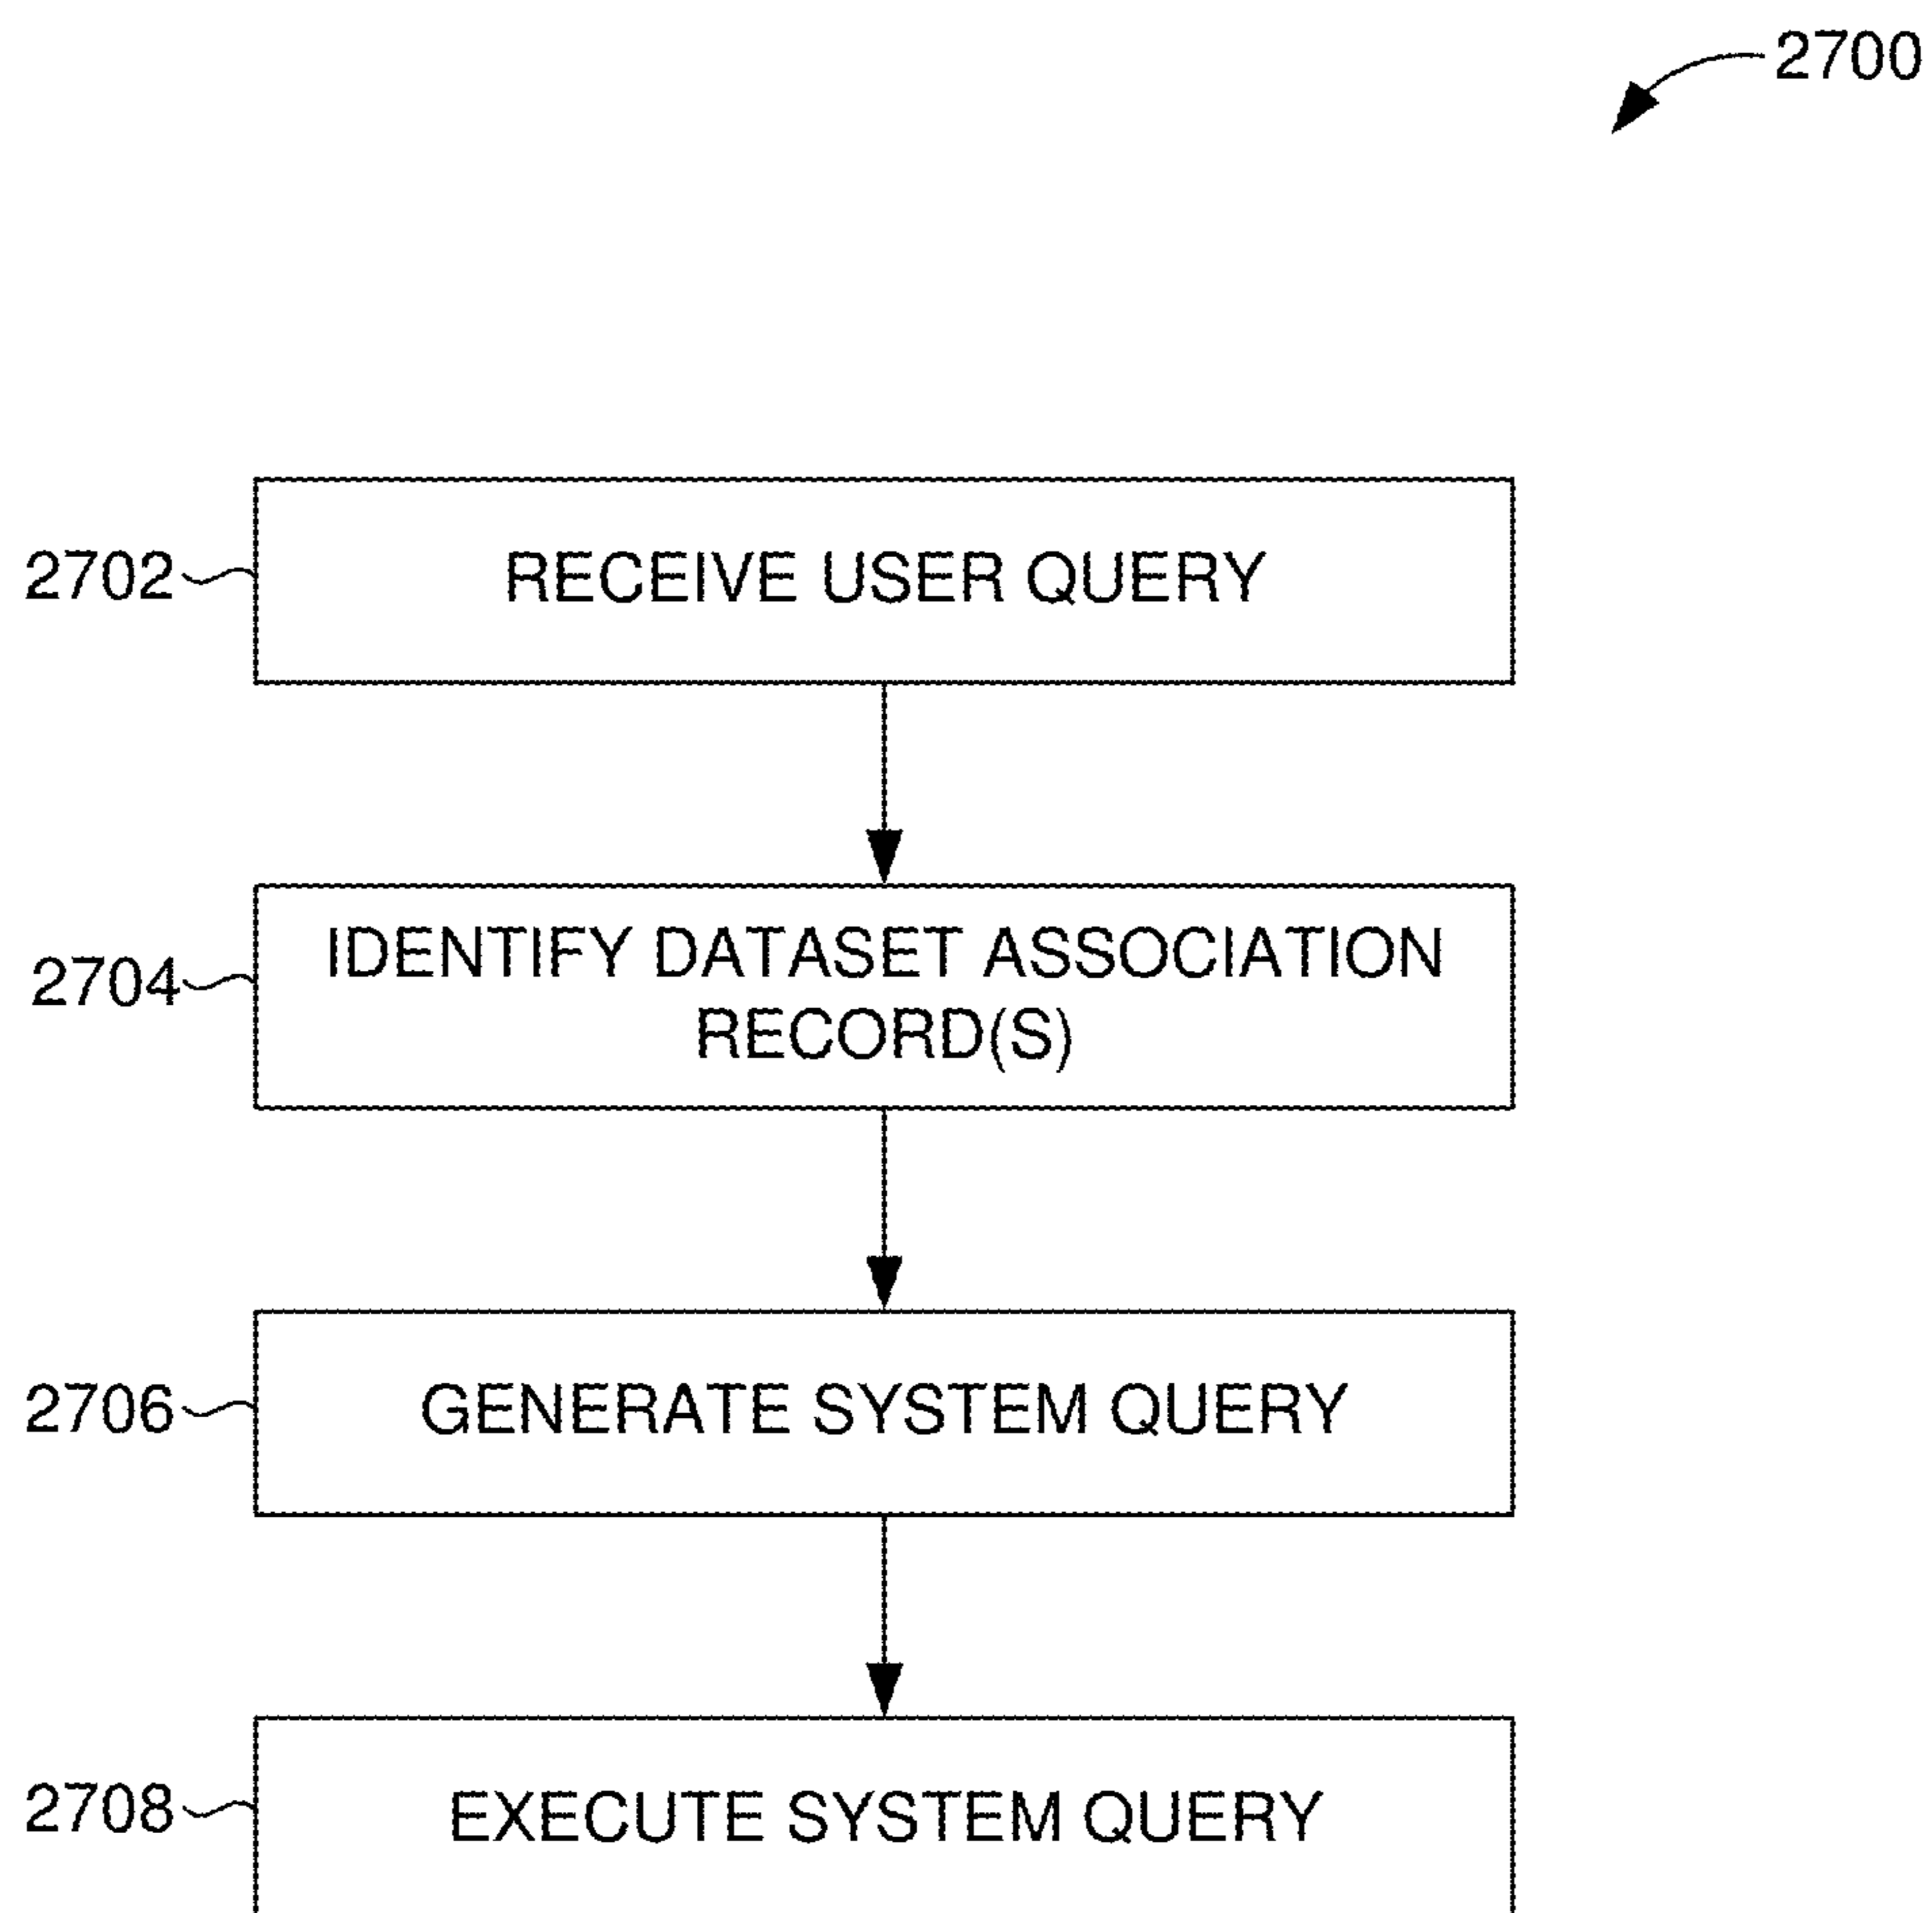 2700
2702 RECEIVE USER QUERY
IDENTIFY DATASET ASSOCIATION
2704
RECORD(S)
2706 GENERATE SYSTEM QUERY
2708 EXECUTE SYSTEM QUERY